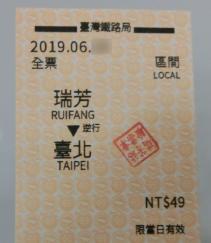 臺灣鐵路局
2019.06.
全票 區間
LOCAL
瑞芳
RUIFANG
▼逆行
臺北
TAIPEI
NT$49
限當日有效